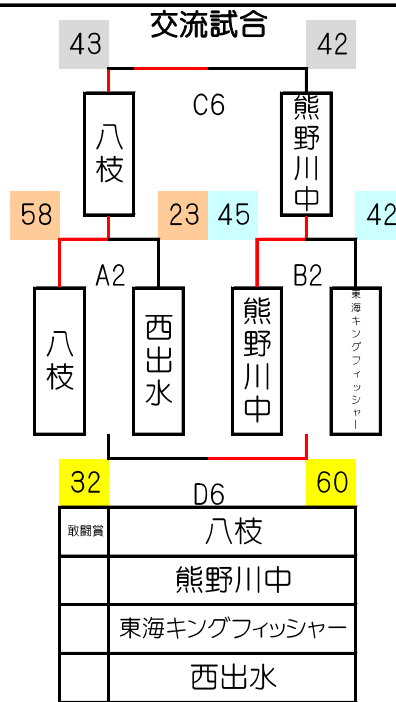 交流試合
43
42
C6
八枝
熊野川中
58
23
45
42
A2
B2
八枝
西出水
熊野川中
東海キングフィッシャー
32
D6
60
敢闘賞
八枝
熊野川中
東海キングフィッシャー
西出水